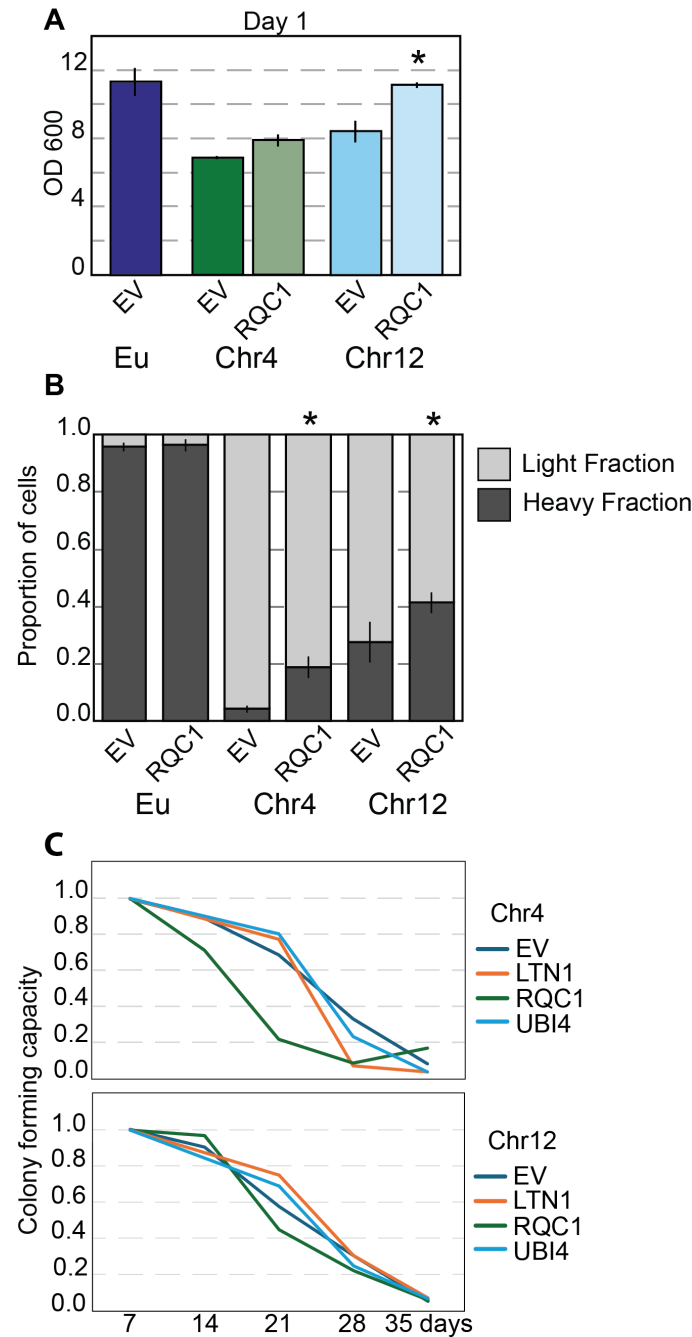 A
Day 1
OD 600
12
8
4
0
EV
EV
RQC1
EV
RQC1
Eu
Chr4
Chr12
B
*
Proportion of cells
1.0
0.8
0.6
0.4
0.2
0.0
* *
Light Fraction
Heavy Fraction
EV
RQC1
EV
RQC1
EV
RQC1
Eu
Chr4
Chr12
C
Colony forming capacity
1.0
0.8
0.6
0.4
0.2
0.0
Chr4
EV
LTN1
RQC1
UBI4
1.0
0.8
0.6
0.4
0.2
0.0
Chr12
EV
LTN1
RQC1
UBI4
7 14 21 28 35 days